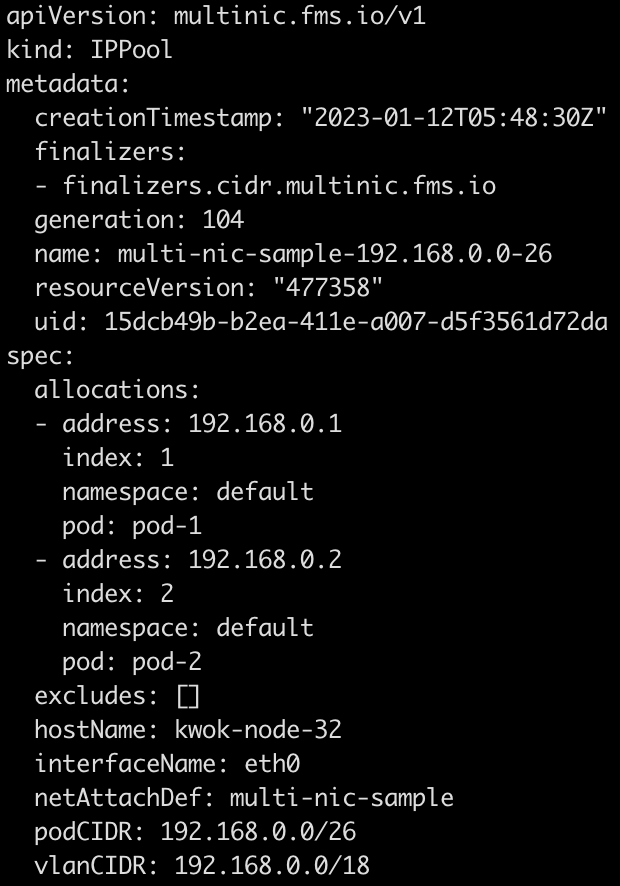 apiVersion: multinic.fms.io/v1
kind: IPPool
metadata:
  creationTimestamp: "2023-01-12T05:48:30Z"
  finalizers:
  - finalizers.cidr.multinic.fms.io
  generation: 104
  name: multi-nic-sample-192.168.0.0-26
  resourceVersion: "477358"
  uid: 15dcb49b-b2ea-411e-a007-d5f3561d72da
spec:
  allocations:
  - address: 192.168.0.1
    index: 1
    namespace: default
    pod: pod-1
  - address: 192.168.0.2
    index: 2
    namespace: default
    pod: pod-2
  excludes: []
  hostName: kwok-node-32
  interfaceName: eth0
  netAttachDef: multi-nic-sample
  podCIDR: 192.168.0.0/26
  vlanCIDR: 192.168.0.0/18